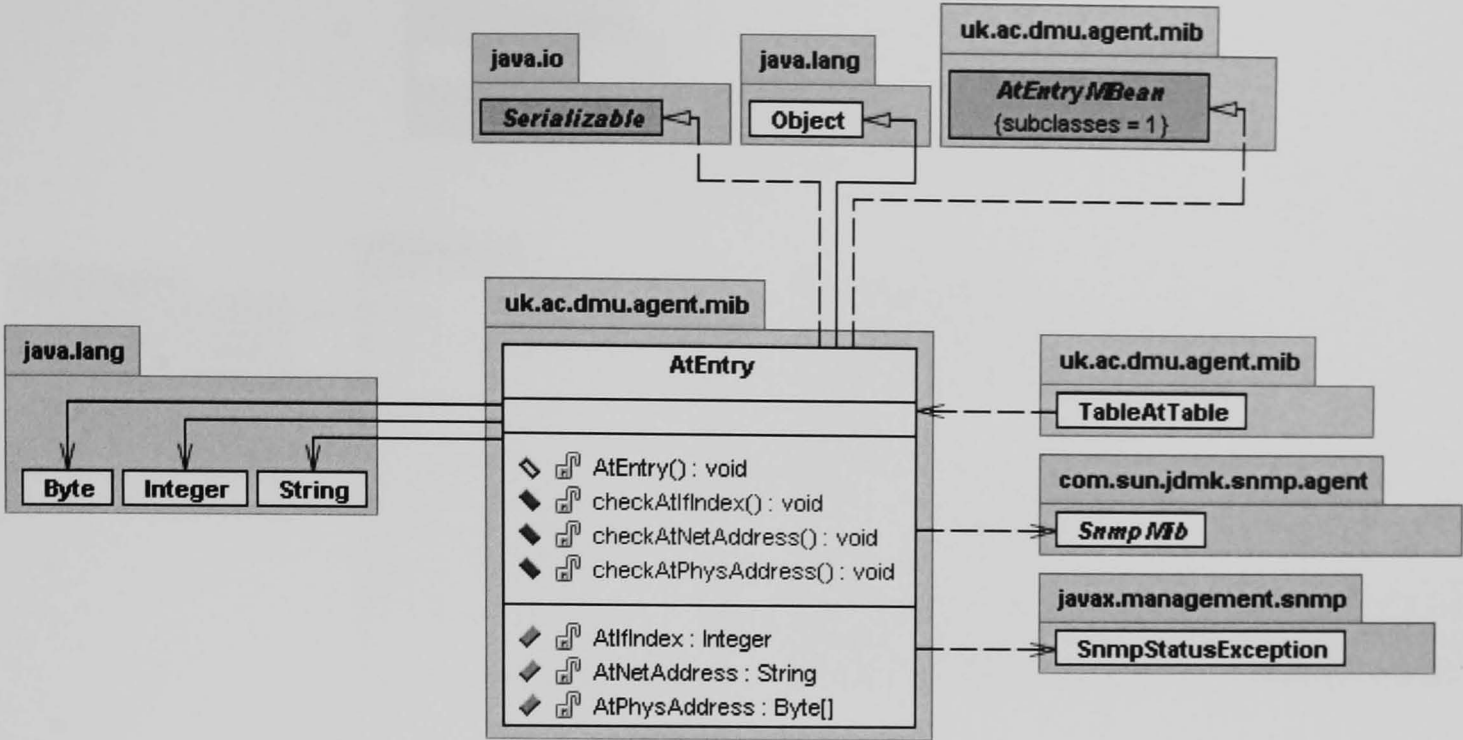 uk.ac.dmu.agent.mib
java.io
java.lang
AtEntryMBean
{subclasses = 1}
Serializable
Object
uk.ac.dmu.agent.mib
AtEntry
java.lang
Byte
Integer
String
AtEntry() : void
checkAtIfIndex() : void
checkAtNetAddress() : void
checkAtPhysAddress() : void
AtIfIndex : Integer
AtNetAddress : String
AtPhysAddress : Byte[]
uk.ac.dmu.agent.mib
TableAtTable
com.sun.jdmk.snmp.agent
SnmpMib
javax.management.snmp
SnmpStatusException